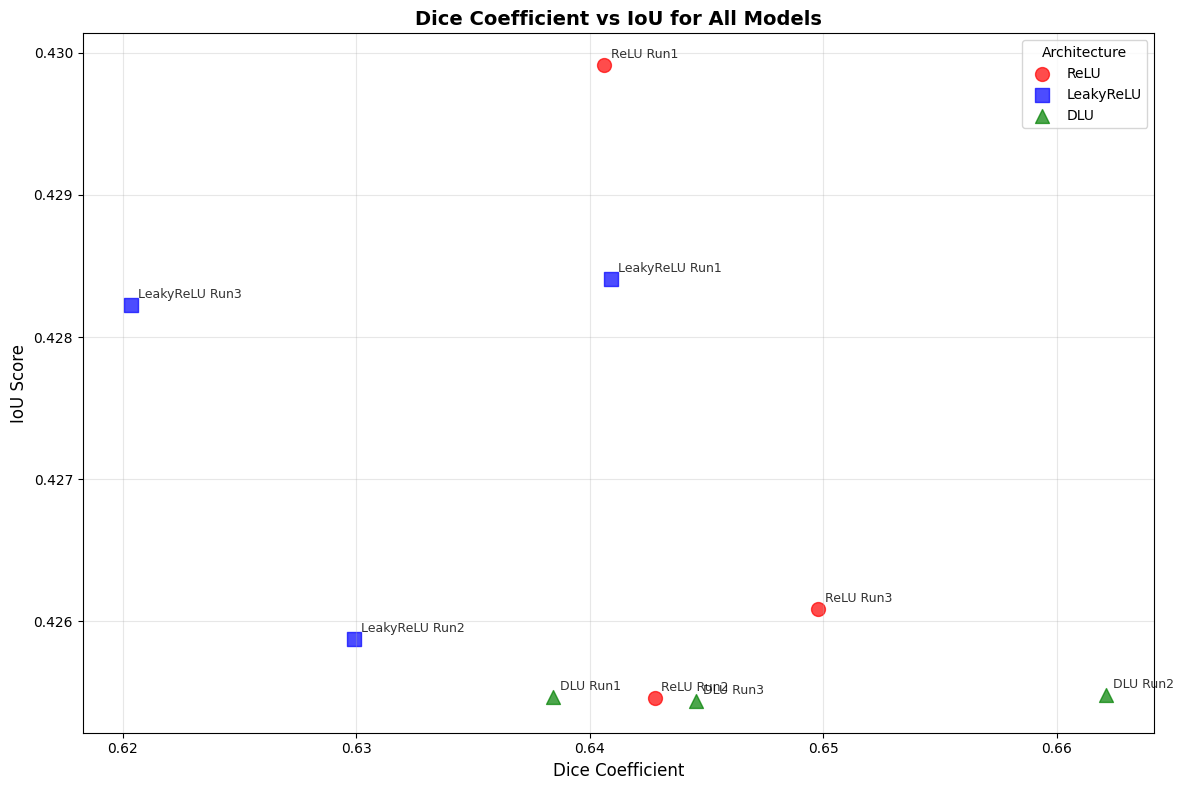 Dice Coefficient vs IoU for All Models
Architecture
ReLU
LeakyReLU
DLU
ReLU Run1
LeakyReLU Run1
LeakyReLU Run3
ReLU Run3
LeakyReLU Run2
DLU Run1
ReLU Run2
DLU Run3
DLU Run2
0.430
0.429
0.428
0.427
0.426
IoU Score
0.62
0.63
0.64
0.65
0.66
Dice Coefficient